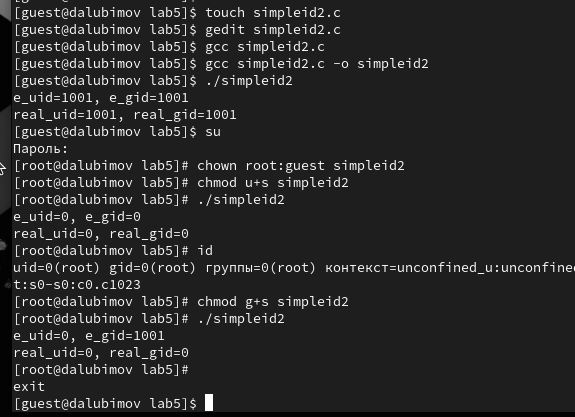 [guest@dalubimov lab5]$ touch simpleid2.c
[guest@dalubimov lab5]$ gedit simpleid2.c
[guest@dalubimov lab5]$ gcc simpleid2.c
[guest@dalubimov lab5]$ gcc simpleid2.c -o simpleid2
[guest@dalubimov lab5]$ ./simpleid2
e_uid=1001, e_gid=1001
real_uid=1001, real_gid=1001
[guest@dalubimov lab5]$ su
Пароль:
[root@dalubimov lab5]# chown root:guest simpleid2
[root@dalubimov lab5]# chmod u+s simpleid2
[root@dalubimov lab5]# ./simpleid2
e_uid=0, e_gid=0
real_uid=0, real_gid=0
[root@dalubimov lab5]# id
uid=0(root) gid=0(root) группы=0(root) контекст=unconfined_u:unconfine
t:s0-s0:c0.c1023
[root@dalubimov lab5]# chmod g+s simpleid2
[root@dalubimov lab5]# ./simpleid2
e_uid=0, e_gid=1001
real_uid=0, real_gid=0
[root@dalubimov lab5]#
exit
[guest@dalubimov lab5]$